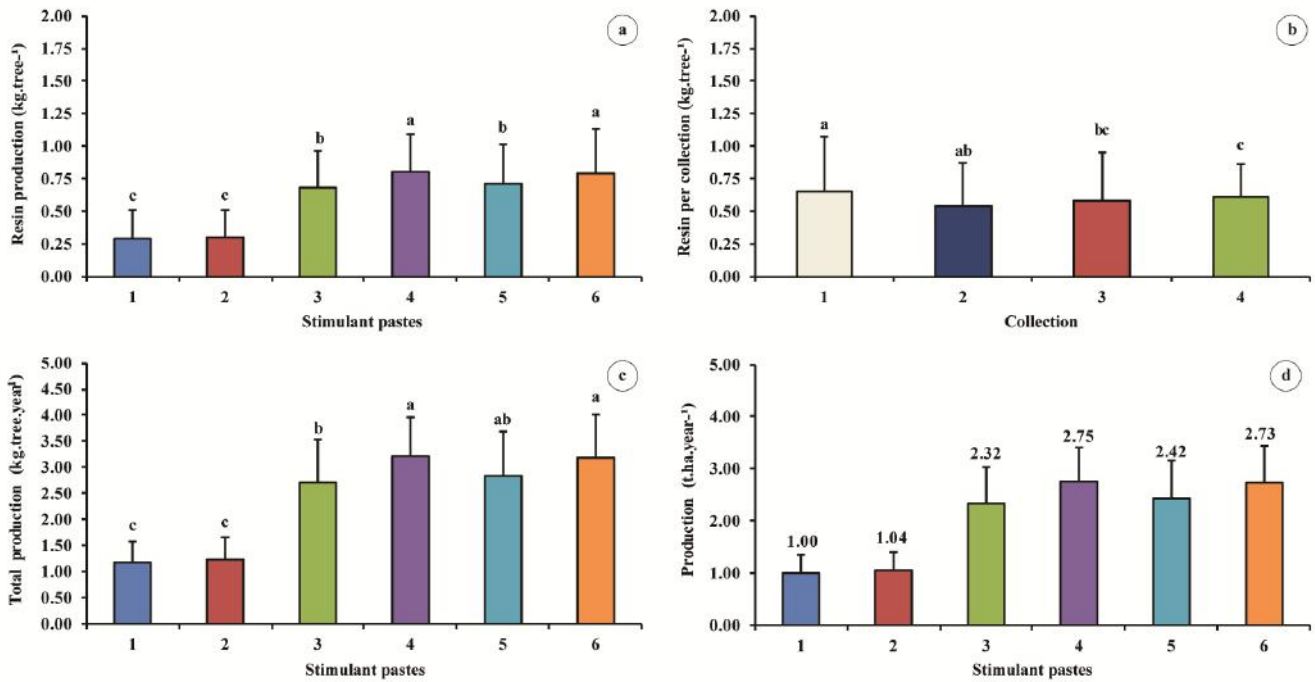 a
Resin production (kg.tree-¹)
2.00
1.75
1.50
1.25
1.00
0.75
0.50
0.25
0.00
c c b a b a
1 2 3 4 5 6
Stimulant pastes
b
Resin per collection (kg.tree-¹)
2.00
1.75
1.50
1.25
1.00
0.75
0.50
0.25
0.00
a ab bc c
1 2 3 4
Collection
c
Total production (kg.tree.year¹)
5.00
4.50
4.00
3.50
3.00
2.50
2.00
1.50
1.00
0.50
0.00
c c b a ab a
1 2 3 4 5 6
Stimulant pastes
d
Production (t.ha.year-¹)
5.00
4.00
3.00
2.00
1.00
0.00
1.00 1.04 2.32 2.75 2.42 2.73
1 2 3 4 5 6
Stimulant pastes